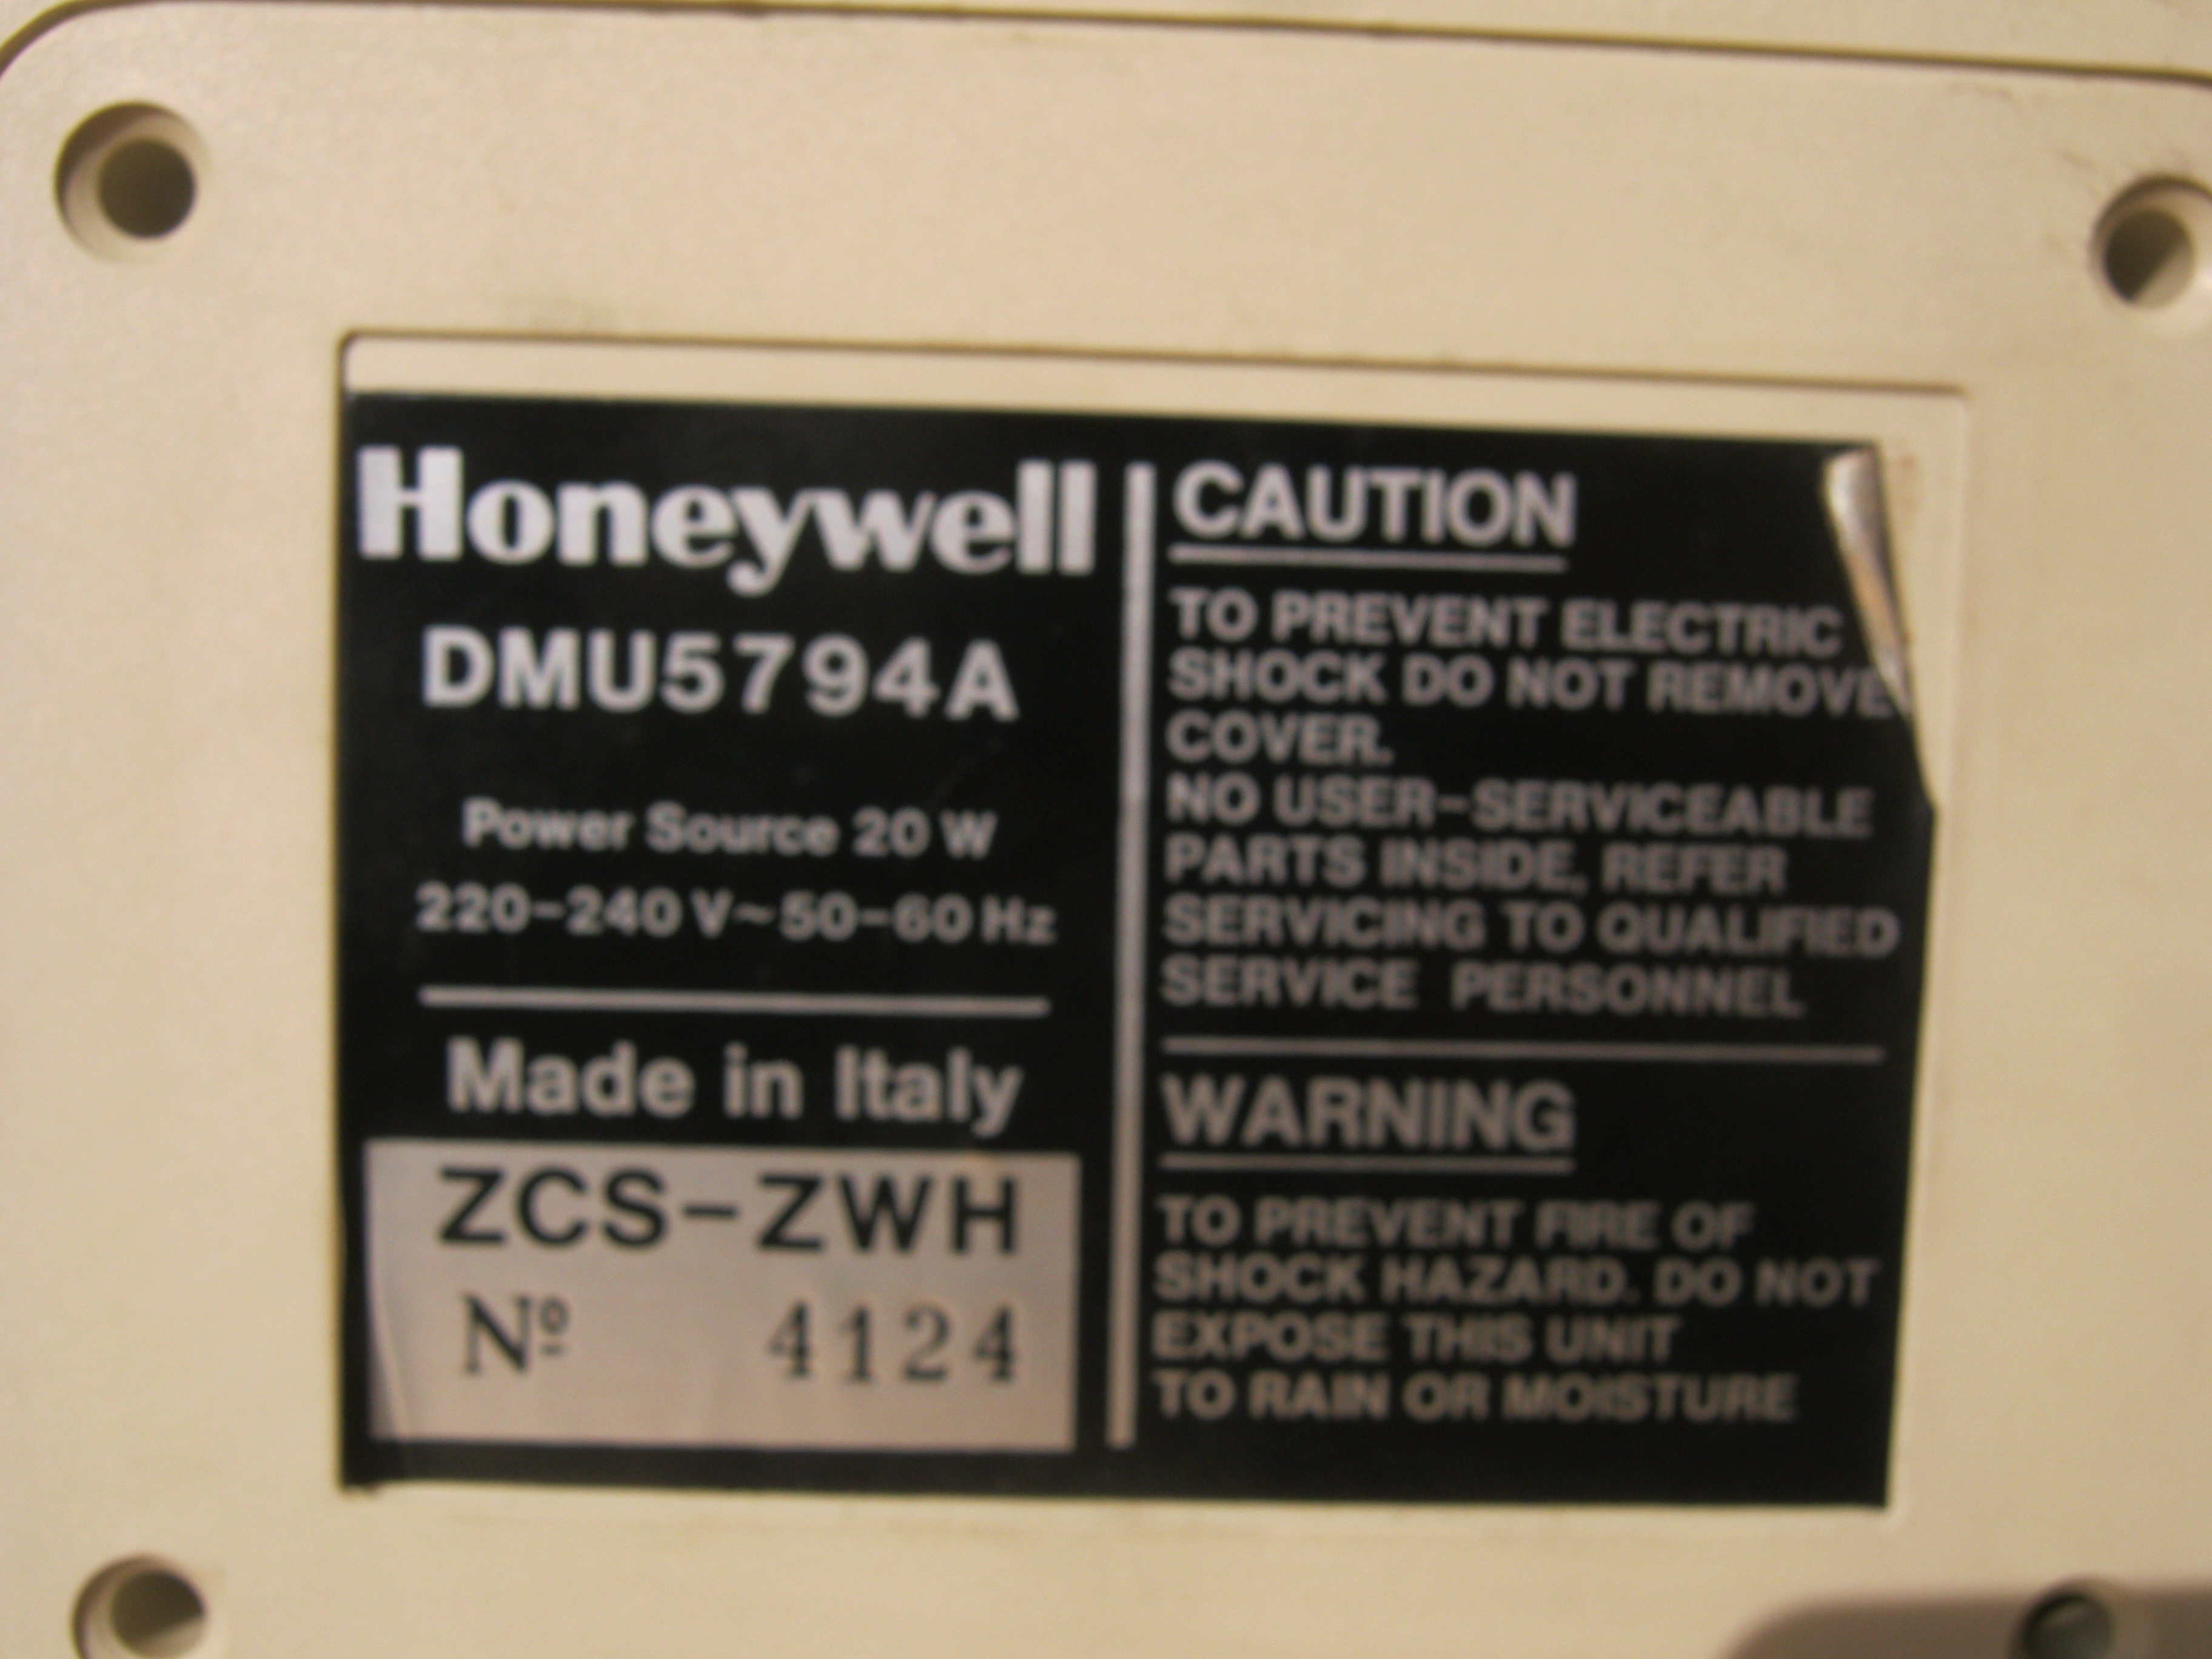 Honeywell
DMU5794A
Power Source 20 W
220-240 V~50-60 Hz
Made in Italy
ZCS-ZWH
Nº 4124
CAUTION
TO PREVENT ELECTRIC
SHOCK DO NOT REMOVE
COVER.
NO USER-SERVICEABLE
PARTS INSIDE, REFER
SERVICING TO QUALIFIED
SERVICE PERSONNEL
WARNING
TO PREVENT FIRE OF
SHOCK HAZARD. DO NOT
EXPOSE THIS UNIT
TO RAIN OR MOISTURE